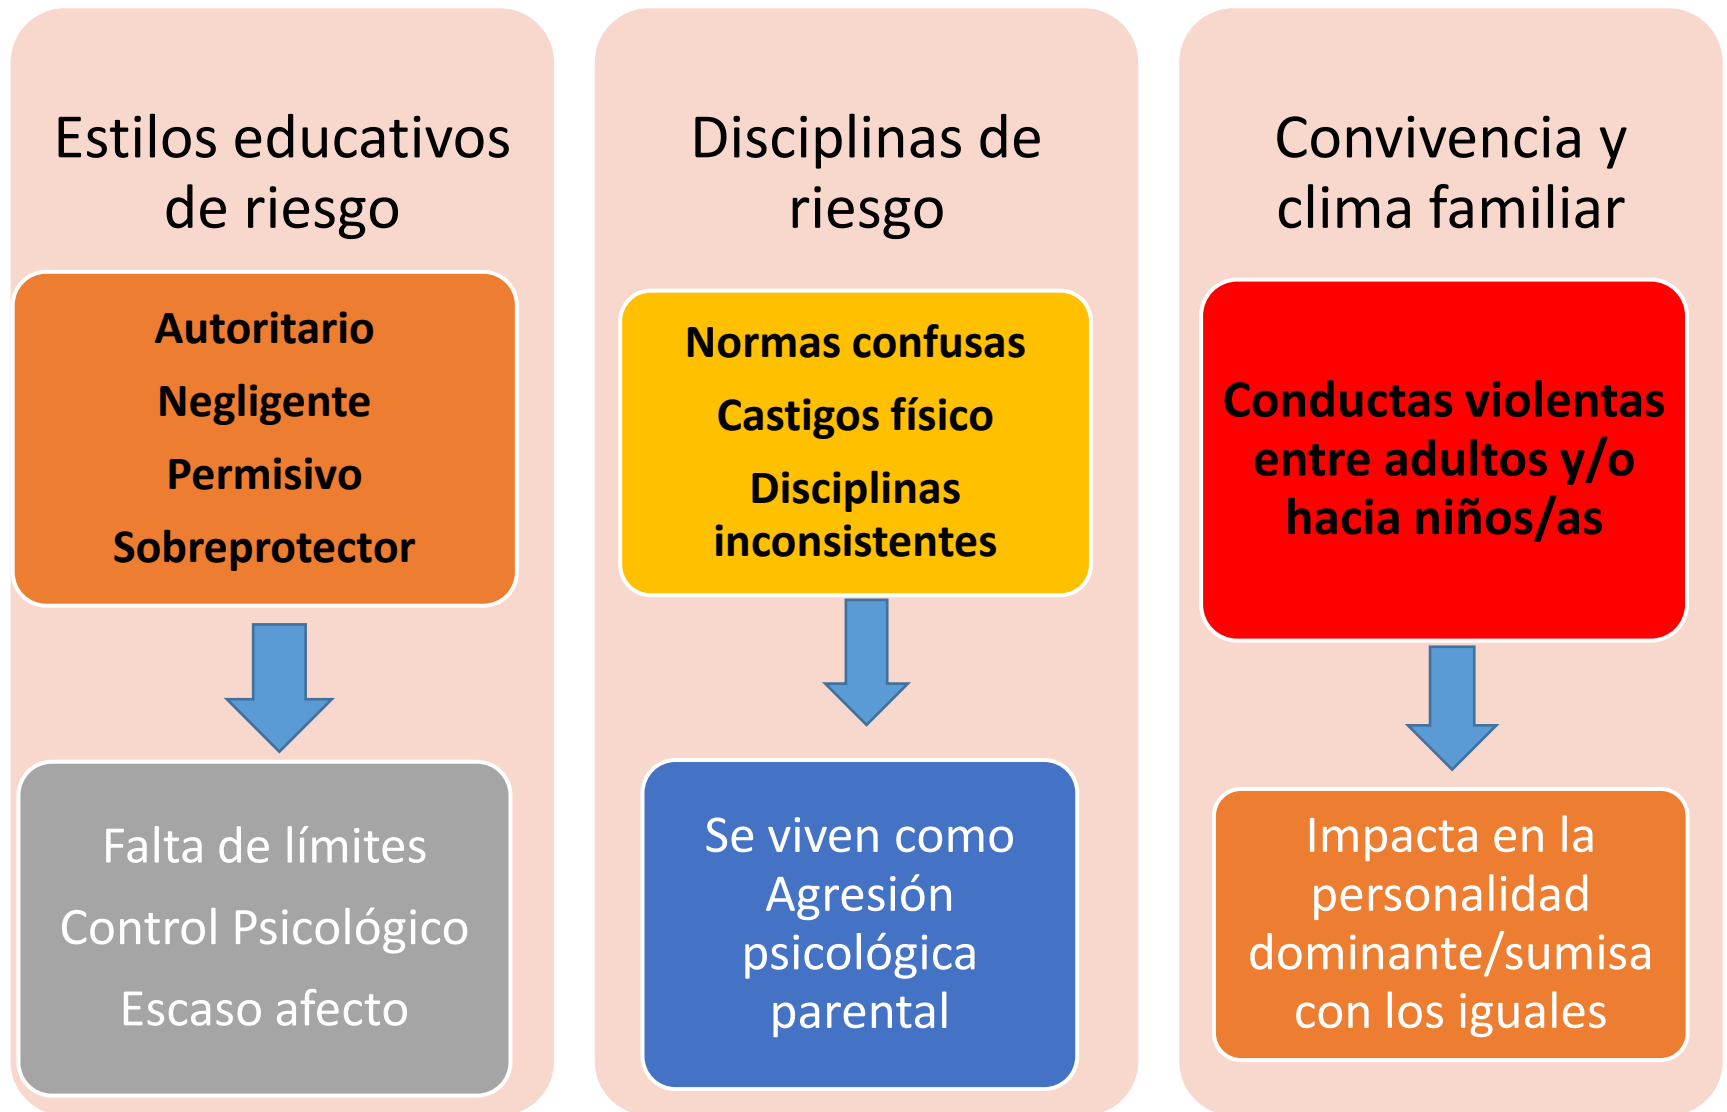 Estilos educativos
de riesgo
Autoritario
Negligente
Permisivo
Sobreprotector
Falta de límites
Control Psicológico
Escaso afecto
Disciplinas de
riesgo
Normas confusas
Castigos físico
Disciplinas
inconsistentes
Se viven como
Agresión
psicológica
parental
Convivencia y
clima familiar
Conductas violentas
entre adultos y/o
hacia niños/as
Impacta en la
personalidad
dominante/sumisa
con los iguales